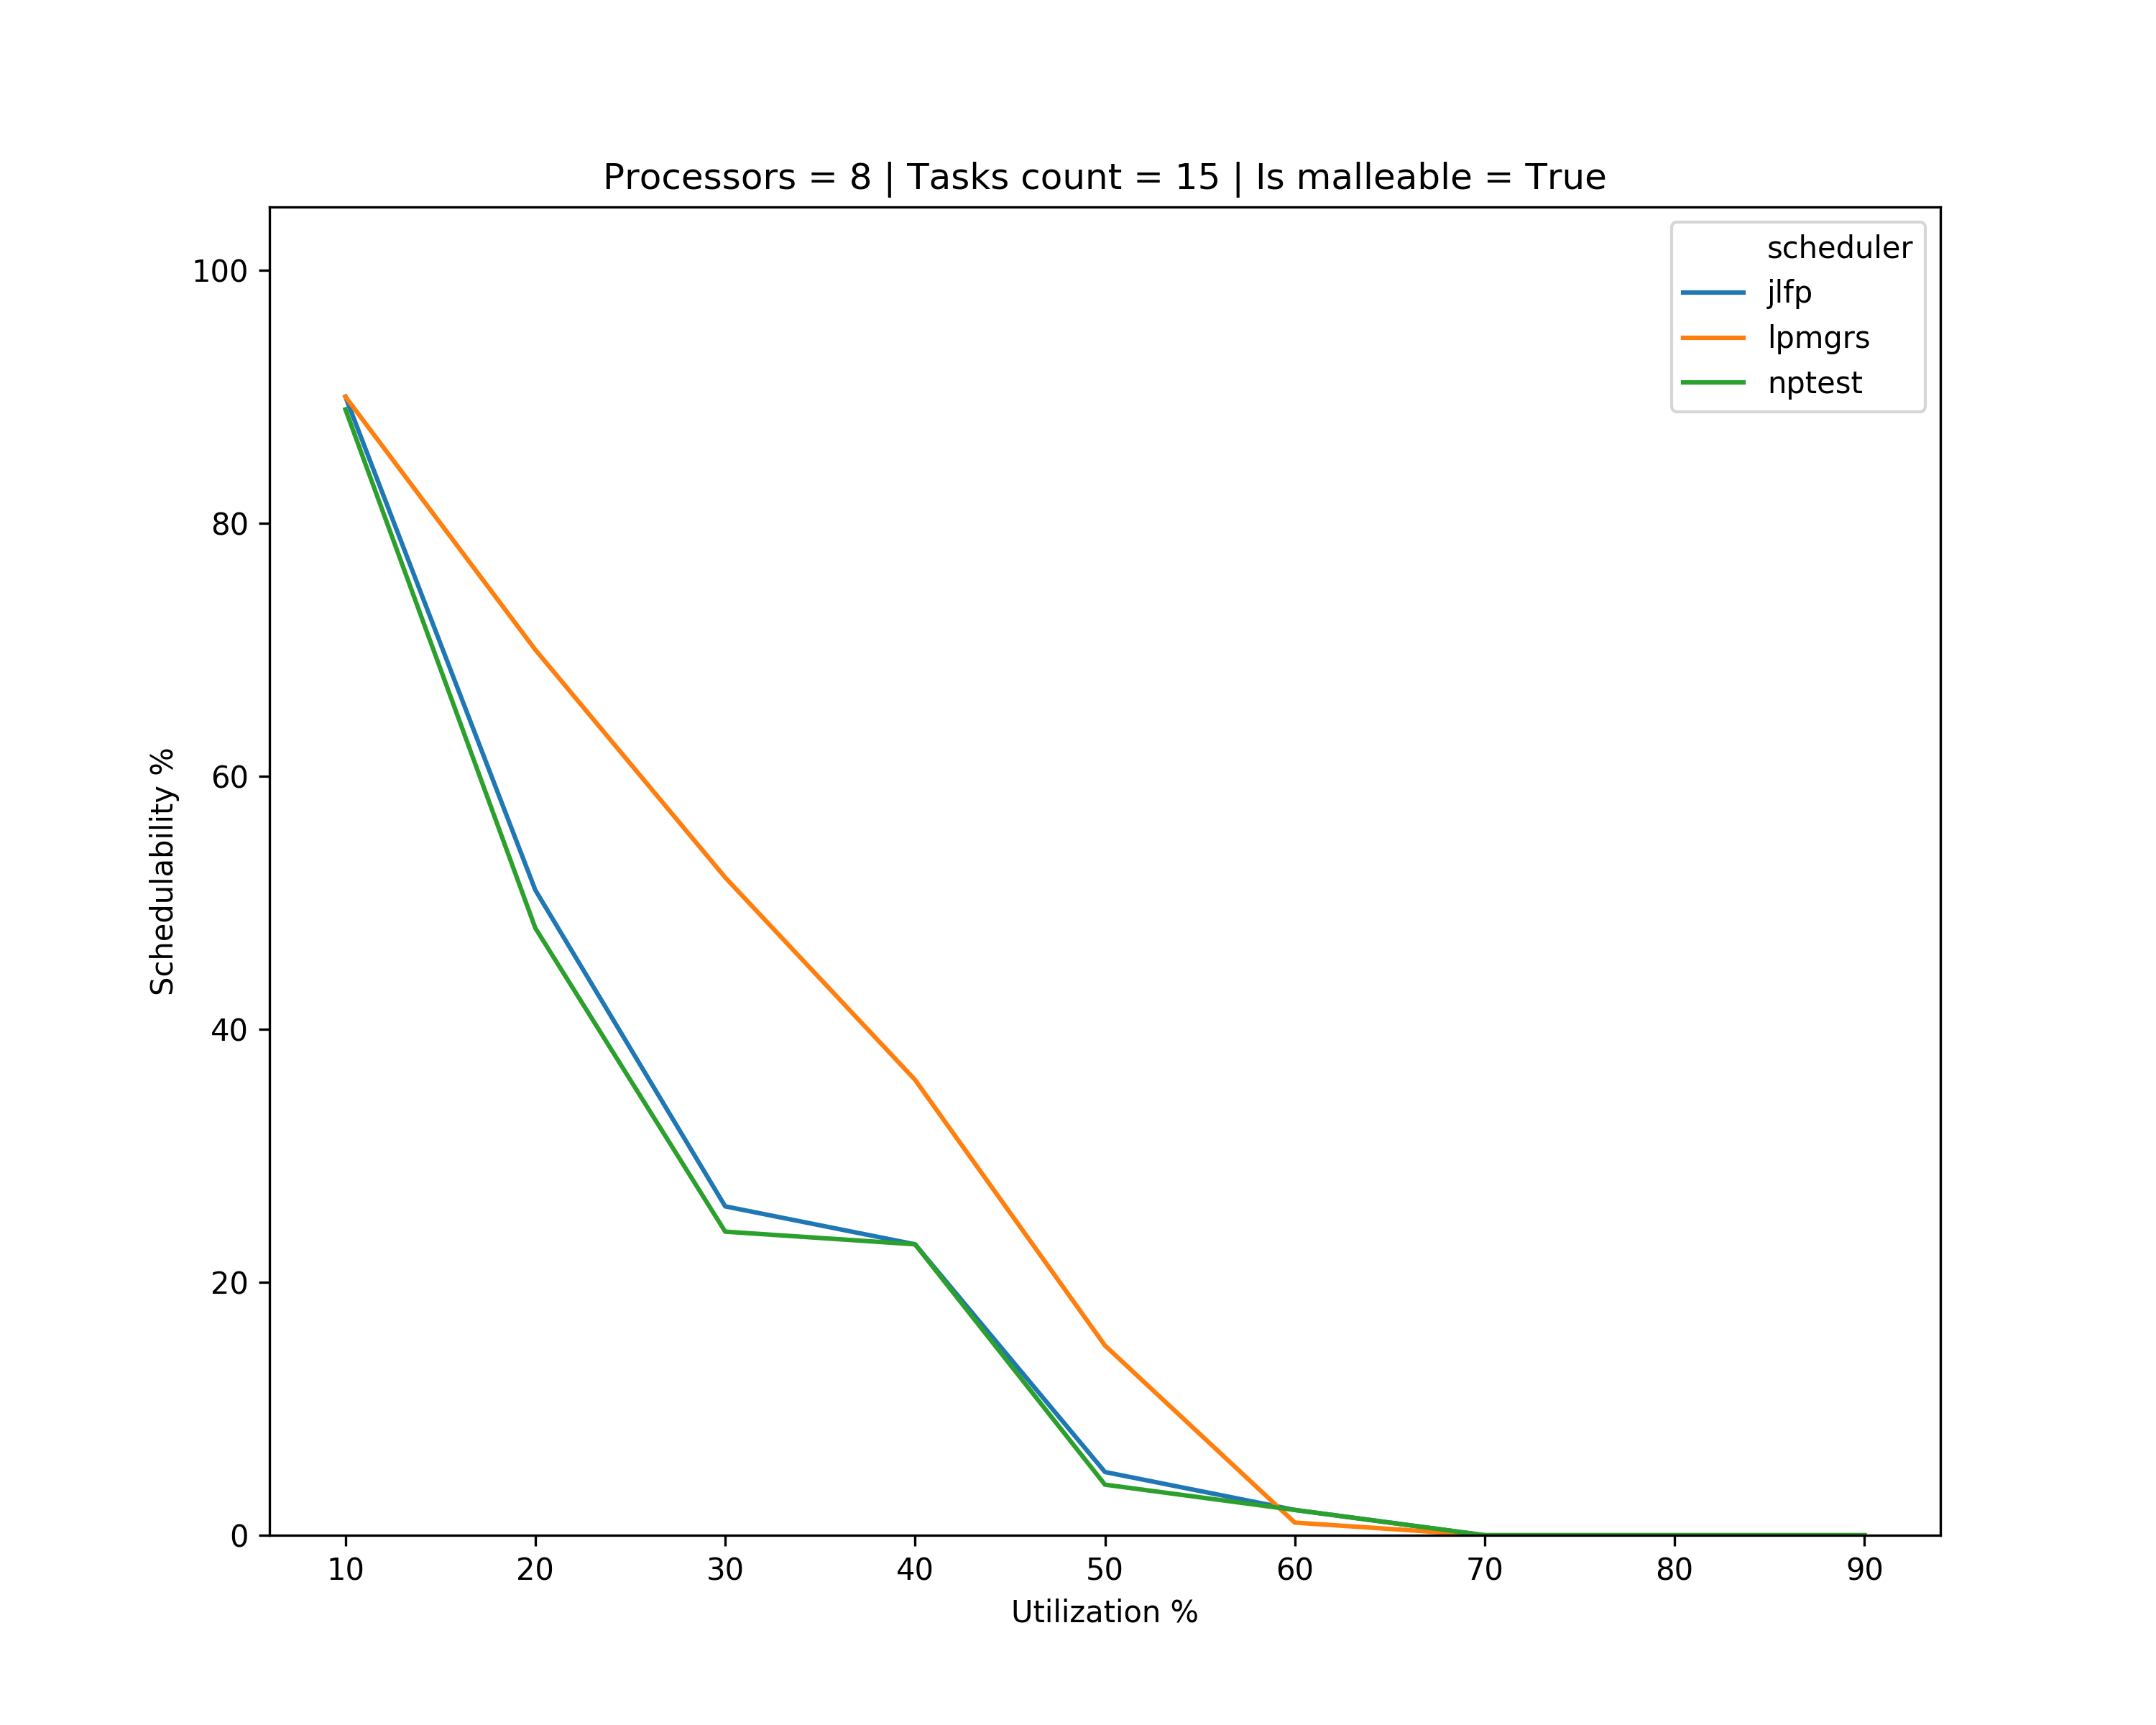 Processors = 8 | Tasks count = 15 | Is malleable = True
scheduler
jlfp
lpmgrs
nptest
Schedulability %
100
80
60
40
20
0
10 20 30 40 50 60 70 80 90
Utilization %